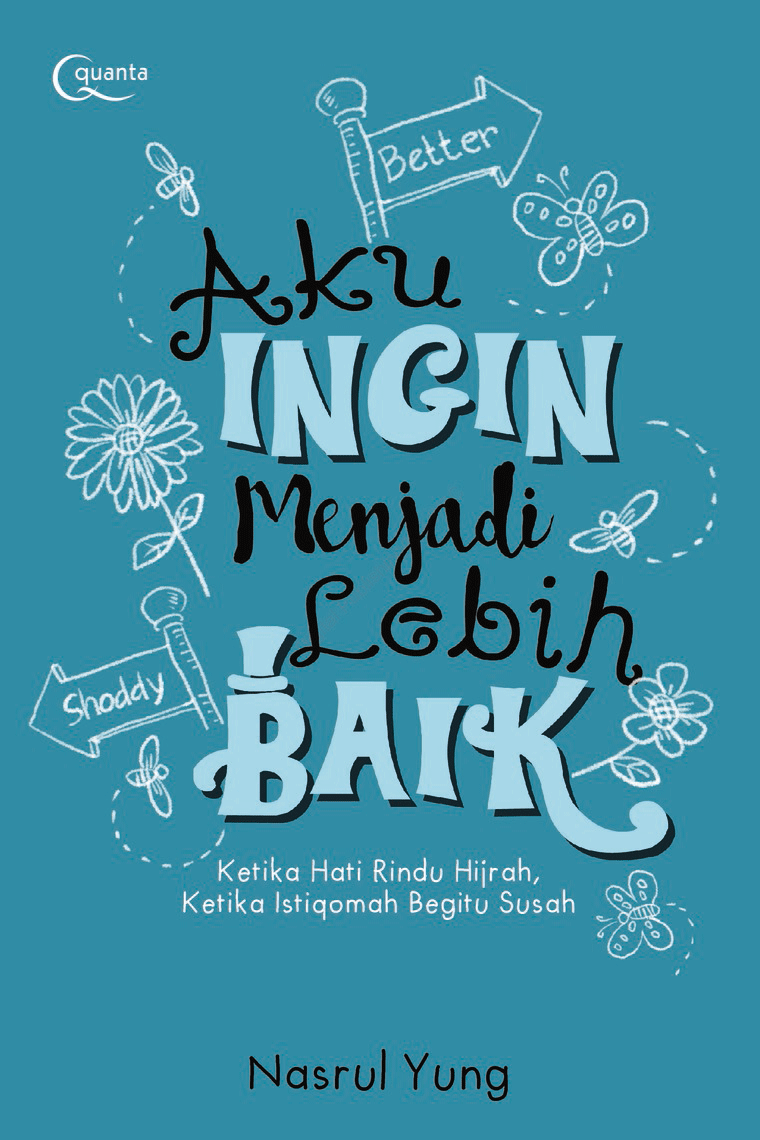 quanta
Better
Aku
INGIN
Menjadi
Lebih
BAIK
Shoddy
Ketika Hati Rindu Hijrah,
Ketika Istiqomah Begitu Susah
Nasrul Yung